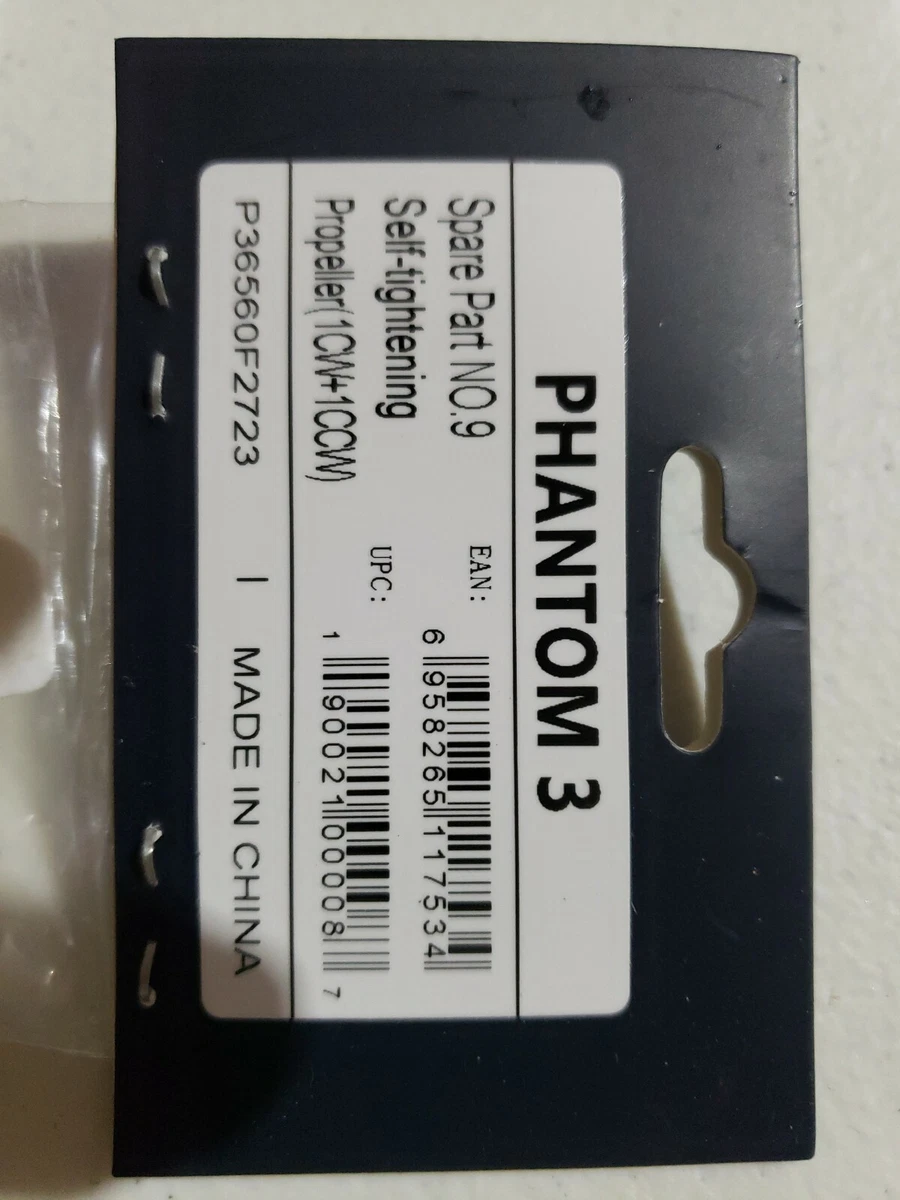 PHANTOM 3
Spare Part NO.9
Self-tightening
Propeller(1CW+1CCW)
EAN:
6 958265 117534
UPC:
1 90021 00008 7
P36560F2723 | MADE IN CHINA